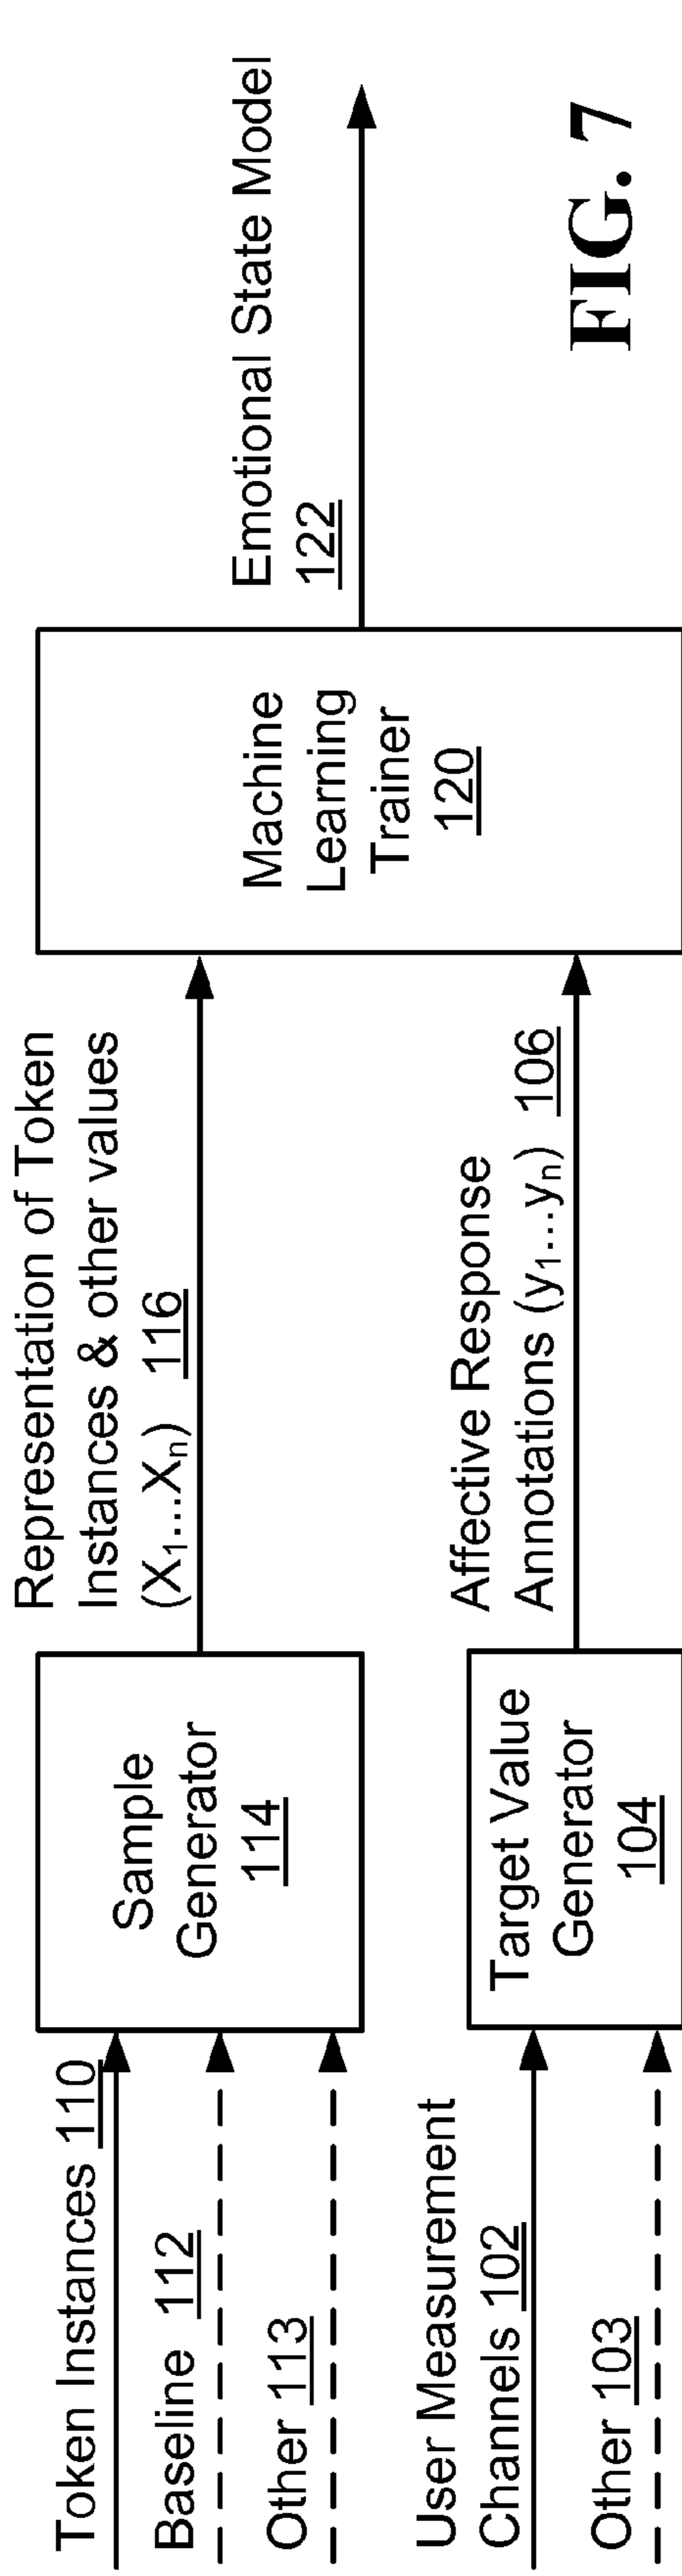 Token Instances 110
Baseline 112
Other 113
Sample
Generator
114
Representation of Token
Instances & other values
(X₁...Xₙ) 116
User Measurement
Channels 102
Other 103
Target Value
Generator
104
Affective Response
Annotations (y₁...yₙ) 106
Machine
Learning
Trainer
120
Emotional State Model
122
FIG. 7